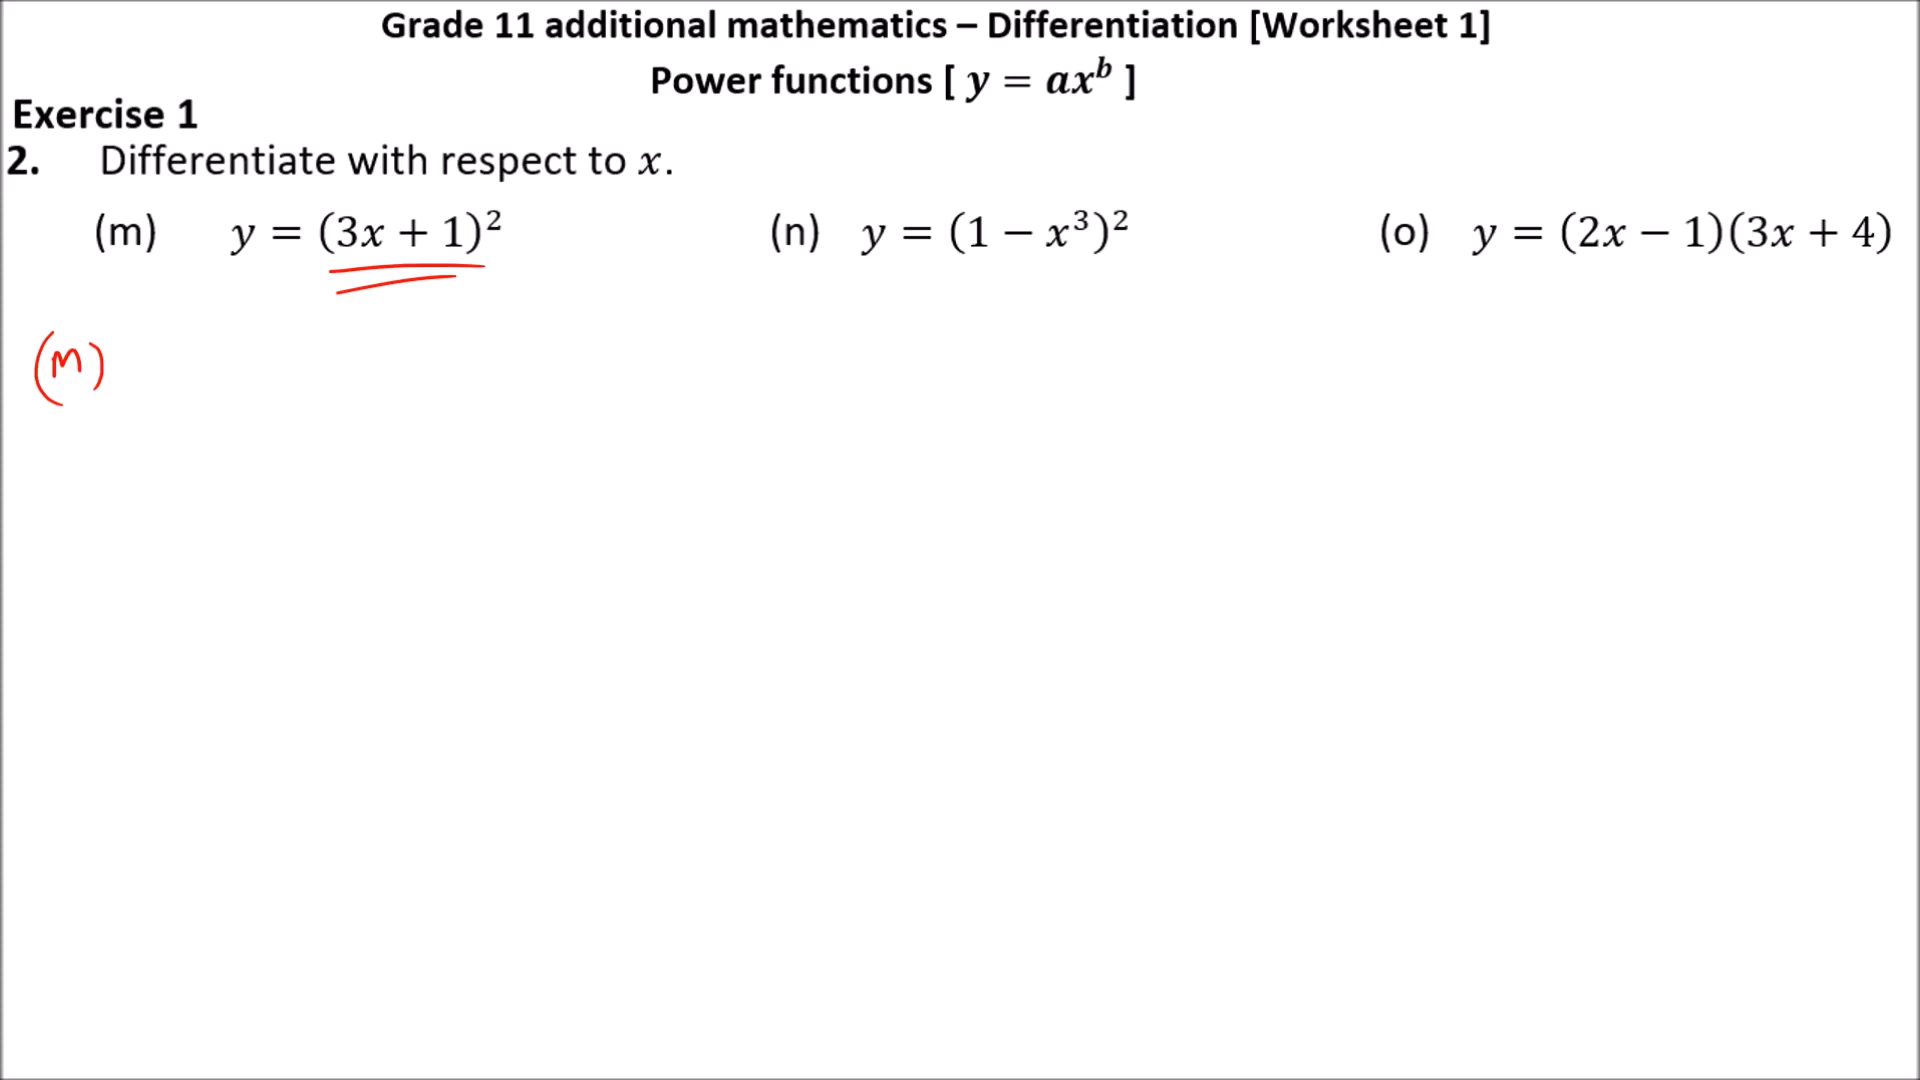 Grade 11 additional mathematics – Differentiation [Worksheet 1]
Power functions [ y = ax^b ]
Exercise 1
2. Differentiate with respect to x.
(m) y = (3x + 1)² (n) y = (1 − x³)² (o) y = (2x − 1)(3x + 4)
(m)